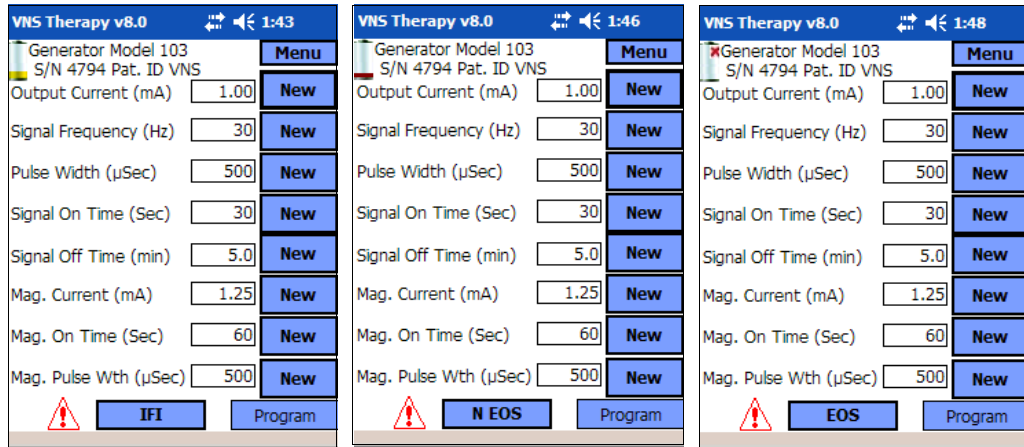 VNS Therapy v8.0 1:43
Generator Model 103 Menu
S/N 4794 Pat. ID VNS
Output Current (mA) 1.00 New
Signal Frequency (Hz) 30 New
Pulse Width (µSec) 500 New
Signal On Time (Sec) 30 New
Signal Off Time (min) 5.0 New
Mag. Current (mA) 1.25 New
Mag. On Time (Sec) 60 New
Mag. Pulse Wth (µSec) 500 New
IFI Program
VNS Therapy v8.0 1:46
Generator Model 103 Menu
S/N 4794 Pat. ID VNS
Output Current (mA) 1.00 New
Signal Frequency (Hz) 30 New
Pulse Width (µSec) 500 New
Signal On Time (Sec) 30 New
Signal Off Time (min) 5.0 New
Mag. Current (mA) 1.25 New
Mag. On Time (Sec) 60 New
Mag. Pulse Wth (µSec) 500 New
N EOS Program
VNS Therapy v8.0 1:48
Generator Model 103 Menu
S/N 4794 Pat. ID VNS
Output Current (mA) 1.00 New
Signal Frequency (Hz) 30 New
Pulse Width (µSec) 500 New
Signal On Time (Sec) 30 New
Signal Off Time (min) 5.0 New
Mag. Current (mA) 1.25 New
Mag. On Time (Sec) 60 New
Mag. Pulse Wth (µSec) 500 New
EOS Program